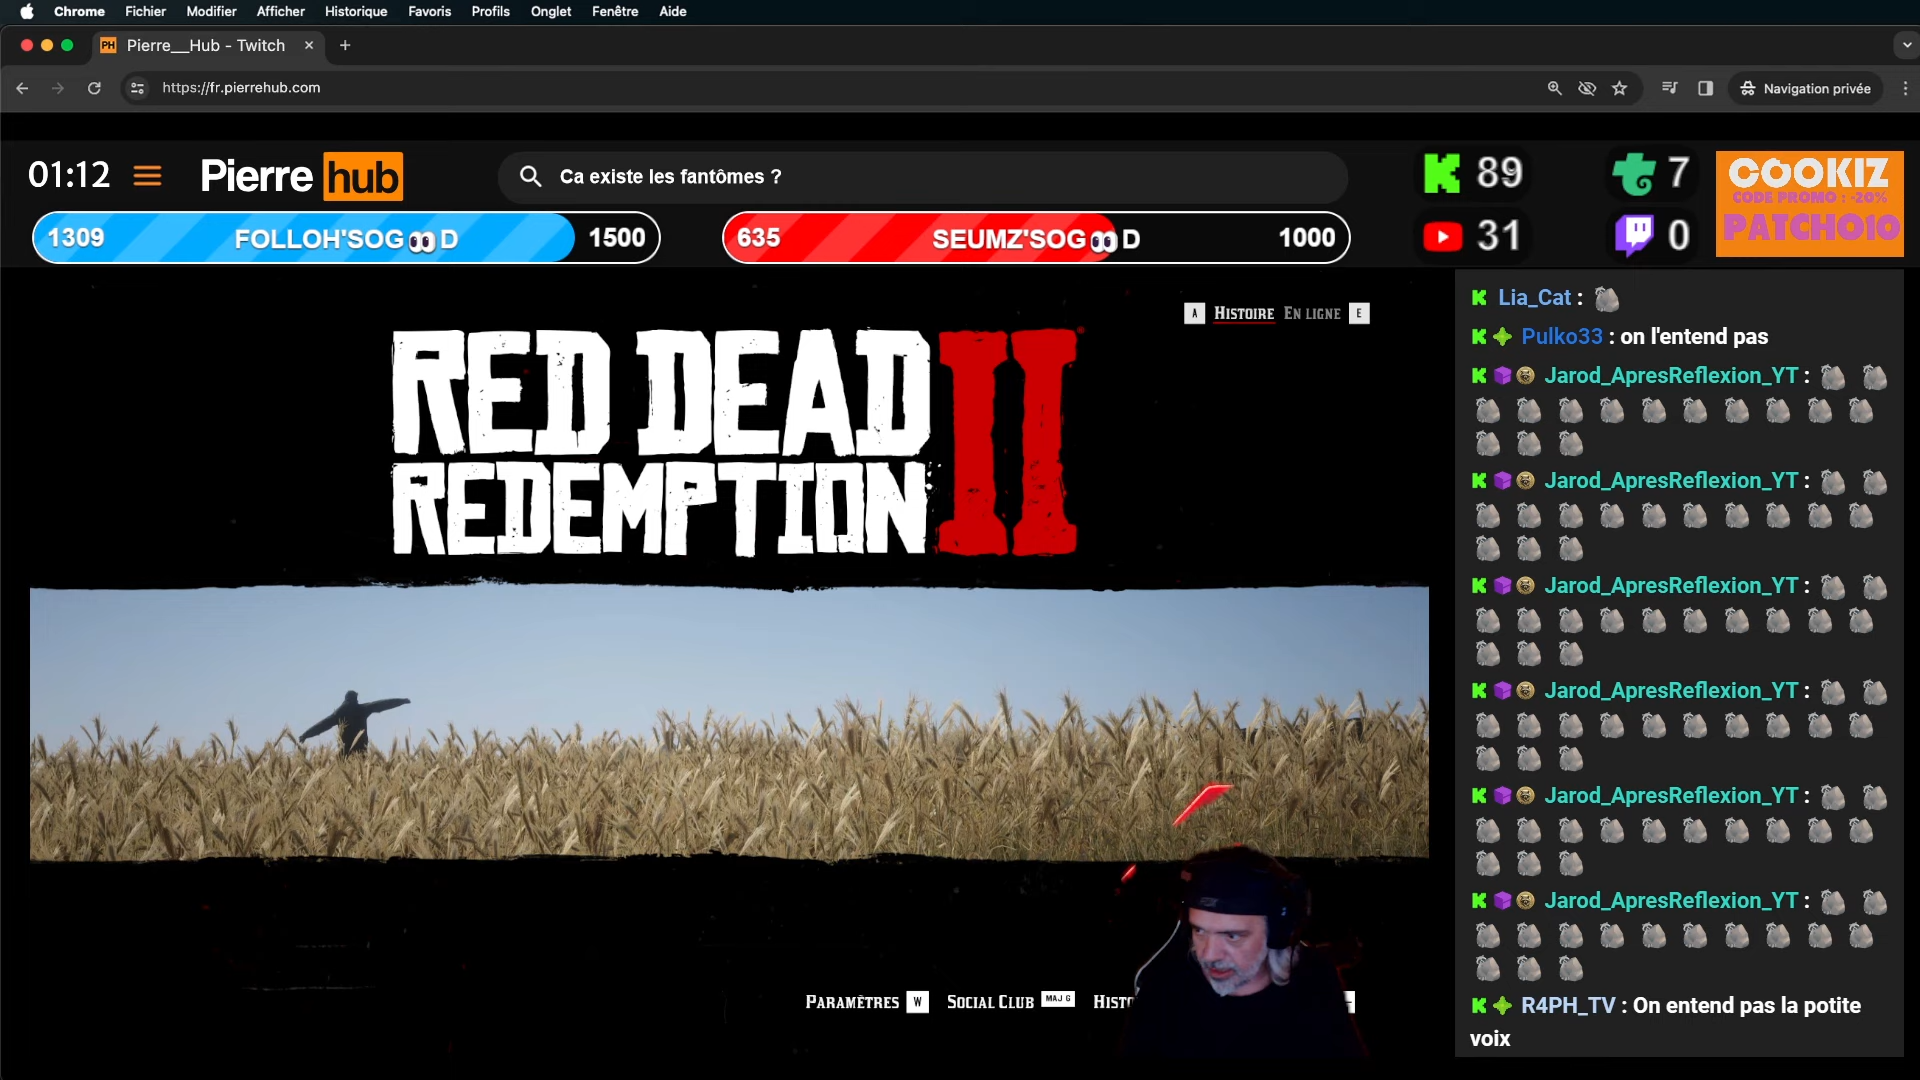 Chrome Fichier Modifier Afficher Historique Favoris Profils Onglet Fenêtre Aide
PH Pierre__Hub - Twitch
https://fr.pierrehub.com
Navigation privée
01:12
Pierre hub
Ca existe les fantômes ?
K 89
7
COOKIZ
CODE PROMO : -20%
PATCHO10
1309 FOLLOH'SOG👀D 1500
635 SEUMZ'SOG👀D 1000
31
0
A HISTOIRE EN LIGNE E
RED DEAD
REDEMPTION II
PARAMÈTRES W SOCIAL CLUB MAJ G HISTO
K Lia_Cat :
K Pulko33 : on l'entend pas
K Jarod_ApresReflexion_YT :
K Jarod_ApresReflexion_YT :
K Jarod_ApresReflexion_YT :
K Jarod_ApresReflexion_YT :
K Jarod_ApresReflexion_YT :
K Jarod_ApresReflexion_YT :
K R4PH_TV : On entend pas la potite
voix